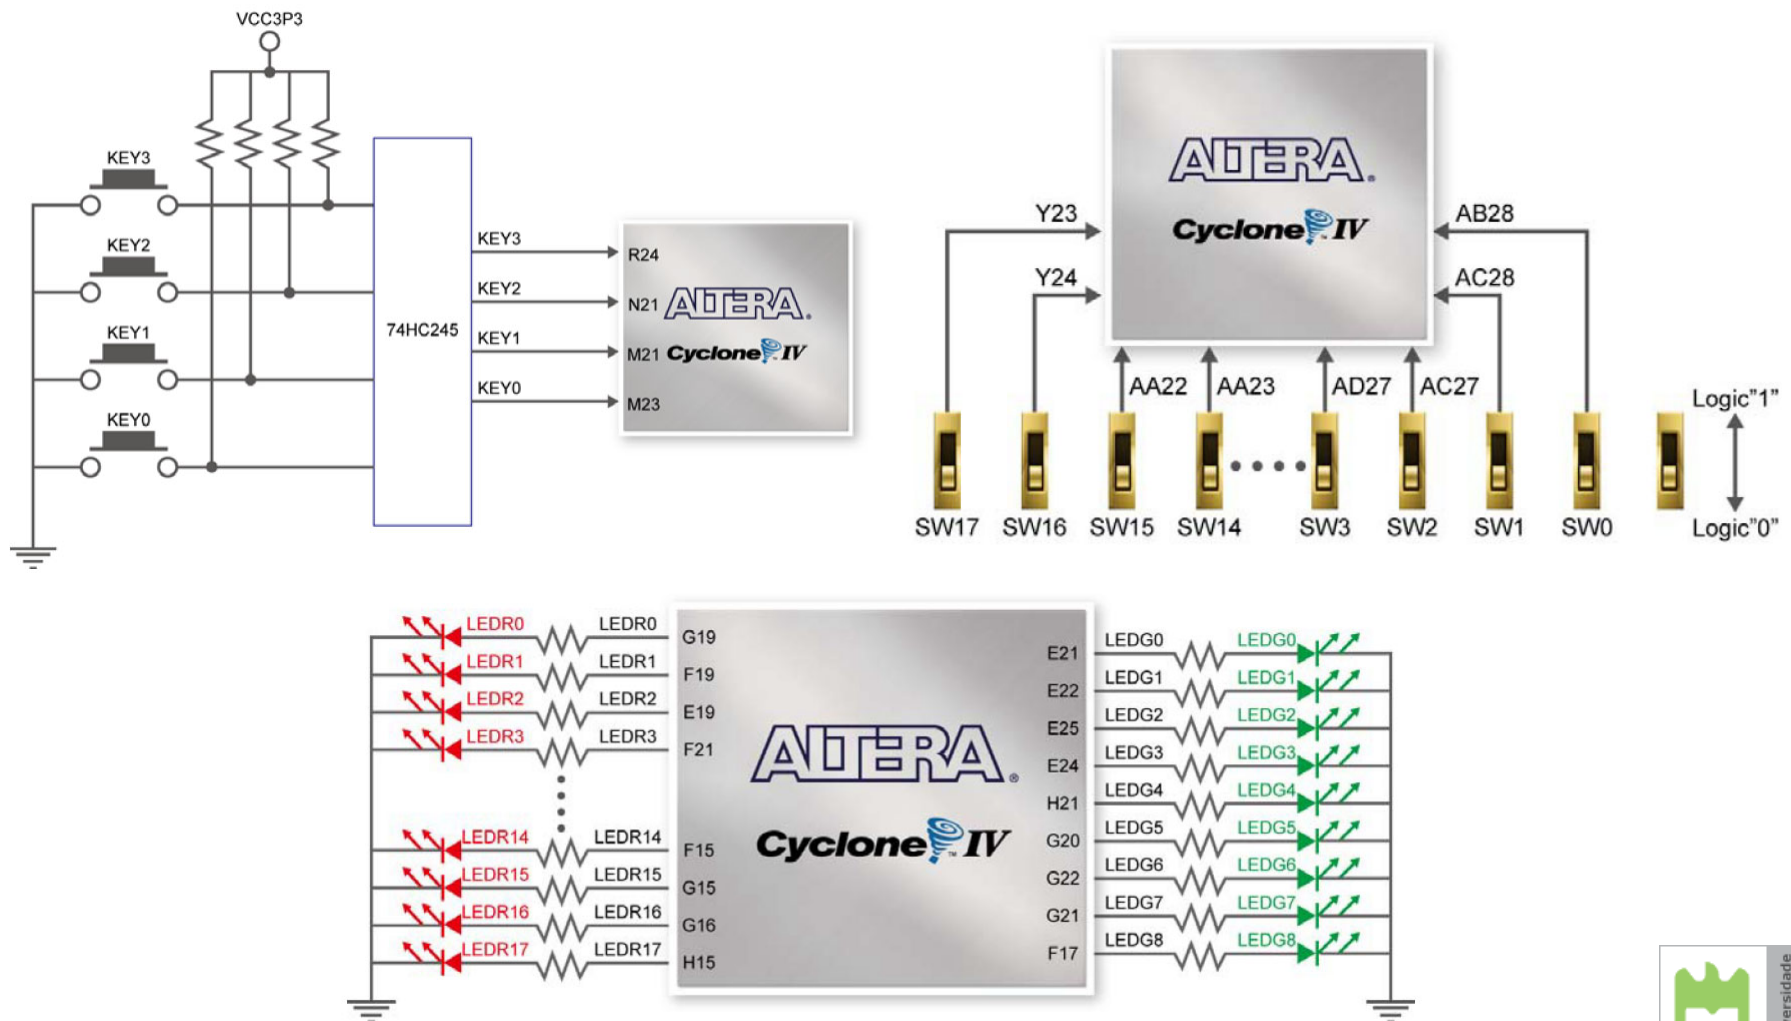 VCC3P3
KEY3
KEY2
KEY1
KEY0
74HC245
KEY3
KEY2
KEY1
KEY0
R24
N21
M21
M23
ALTERA®
Cyclone™ IV
ALTERA®
Cyclone™ IV
Y23
Y24
AB28
AC28
AA22
AA23
AD27
AC27
SW17
SW16
SW15
SW14
SW3
SW2
SW1
SW0
Logic"1"
Logic"0"
LEDR0 LEDR0 G19
LEDR1 LEDR1 F19
LEDR2 LEDR2 E19
LEDR3 LEDR3 F21
LEDR14 LEDR14 F15
LEDR15 LEDR15 G15
LEDR16 LEDR16 G16
LEDR17 LEDR17 H15
ALTERA®
Cyclone™ IV
E21 LEDG0 LEDG0
E22 LEDG1 LEDG1
E25 LEDG2 LEDG2
E24 LEDG3 LEDG3
H21 LEDG4 LEDG4
G20 LEDG5 LEDG5
G22 LEDG6 LEDG6
G21 LEDG7 LEDG7
F17 LEDG8 LEDG8